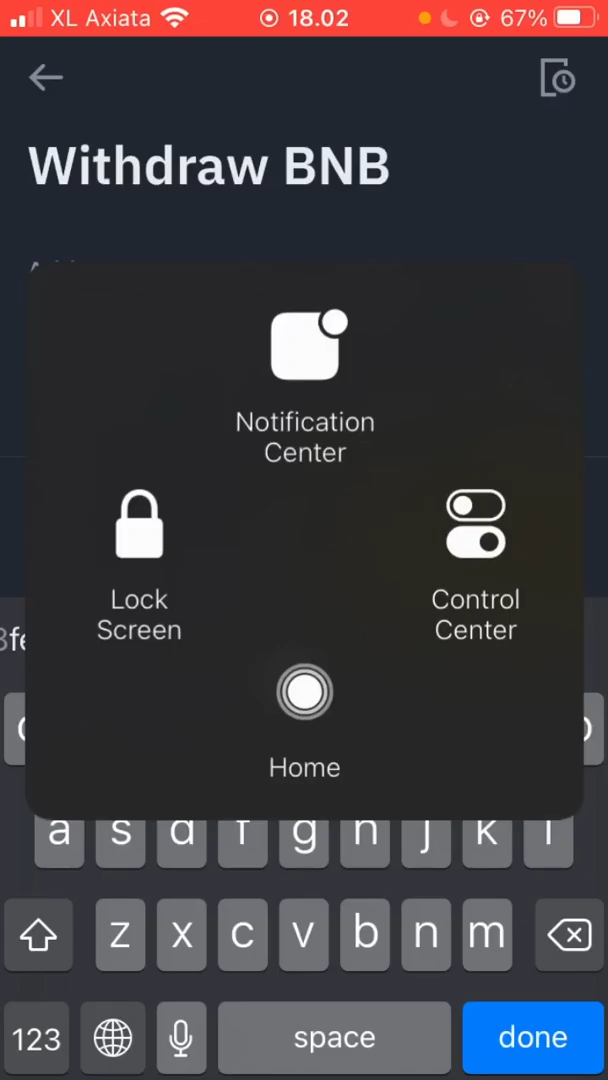 XL Axiata 18.02 67%
Withdraw BNB
Notification
Center
Lock
Screen
Control
Center
Home
a s d f g h j k l
z x c v b n m
123 space done